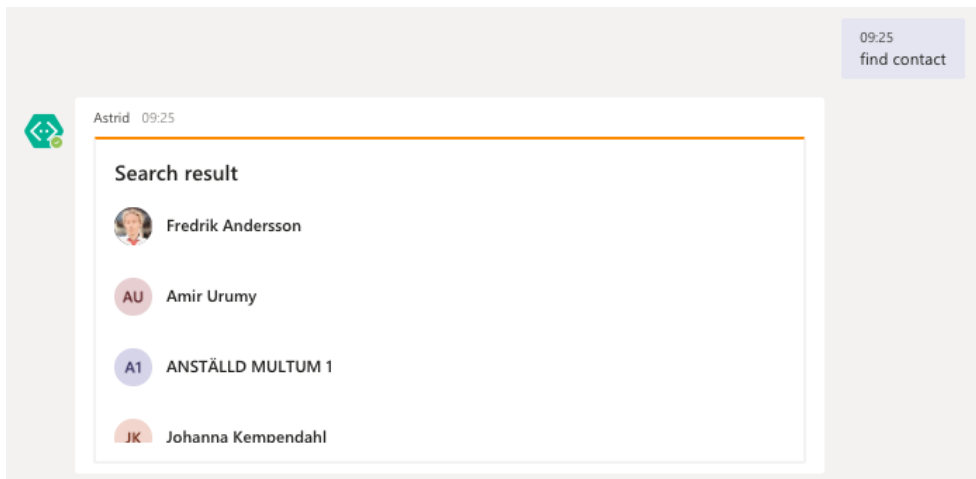 09:25
find contact
Astrid 09:25
Search result
Fredrik Andersson
AU Amir Urumy
A1 ANSTÄLLD MULTUM 1
JK Johanna Kempendahl